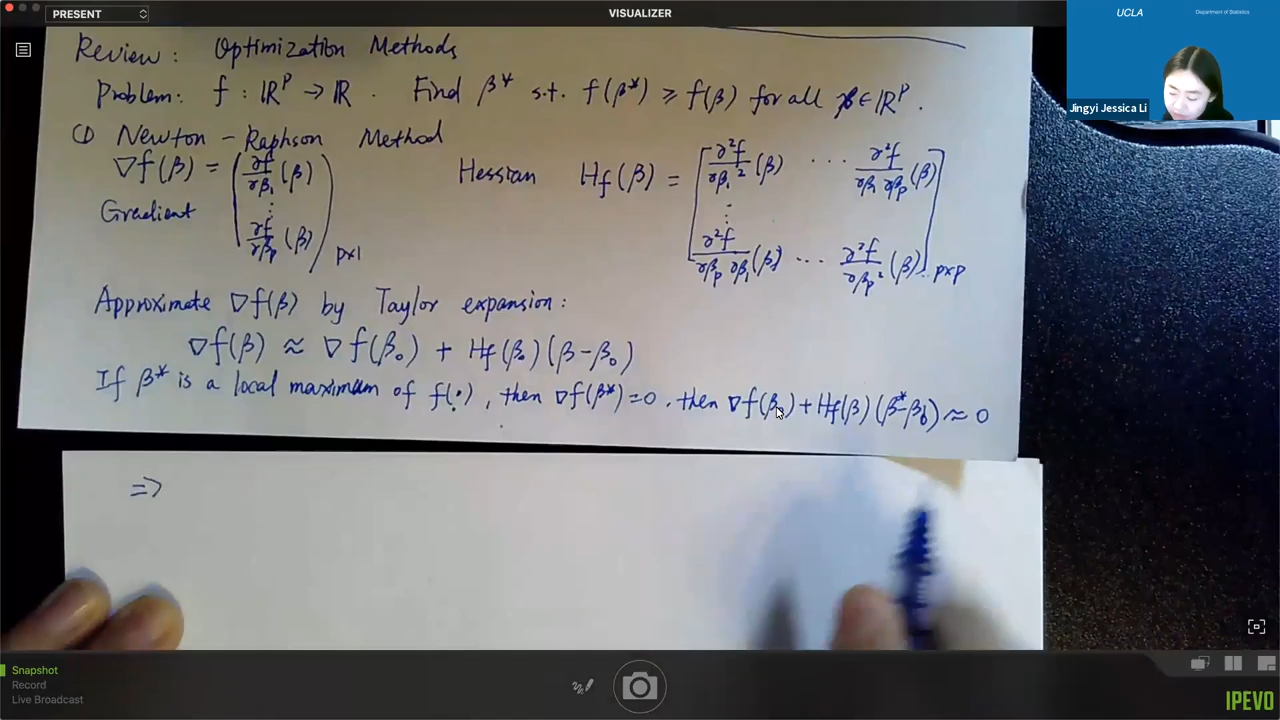 PRESENT
VISUALIZER
UCLA
Department of Statistics
Jingyi Jessica Li
Review: Optimization Methods
Problem: f : ℝᵖ → ℝ. Find β* s.t. f(β*) ≥ f(β) for all β ∈ ℝᵖ.
① Newton - Raphson Method
∇f(β) = (∂f/∂β₁ (β) ⋮ ∂f/∂βₚ (β)) p×1
Gradient
Hessian Hf(β) = [∂²f/∂β₁² (β) ⋯ ∂²f/∂β₁∂βₚ (β) ⋮ ∂²f/∂βₚ∂β₁ (β) ⋯ ∂²f/∂βₚ² (β)] p×p
Approximate ∇f(β) by Taylor expansion:
∇f(β) ≈ ∇f(β₀) + Hf(β₀)(β-β₀)
If β* is a local maximum of f(·), then ∇f(β*)=0, then ∇f(β₀)+Hf(β)(β*-β₀) ≈ 0
=>
Snapshot
Record
Live Broadcast
IPEVO